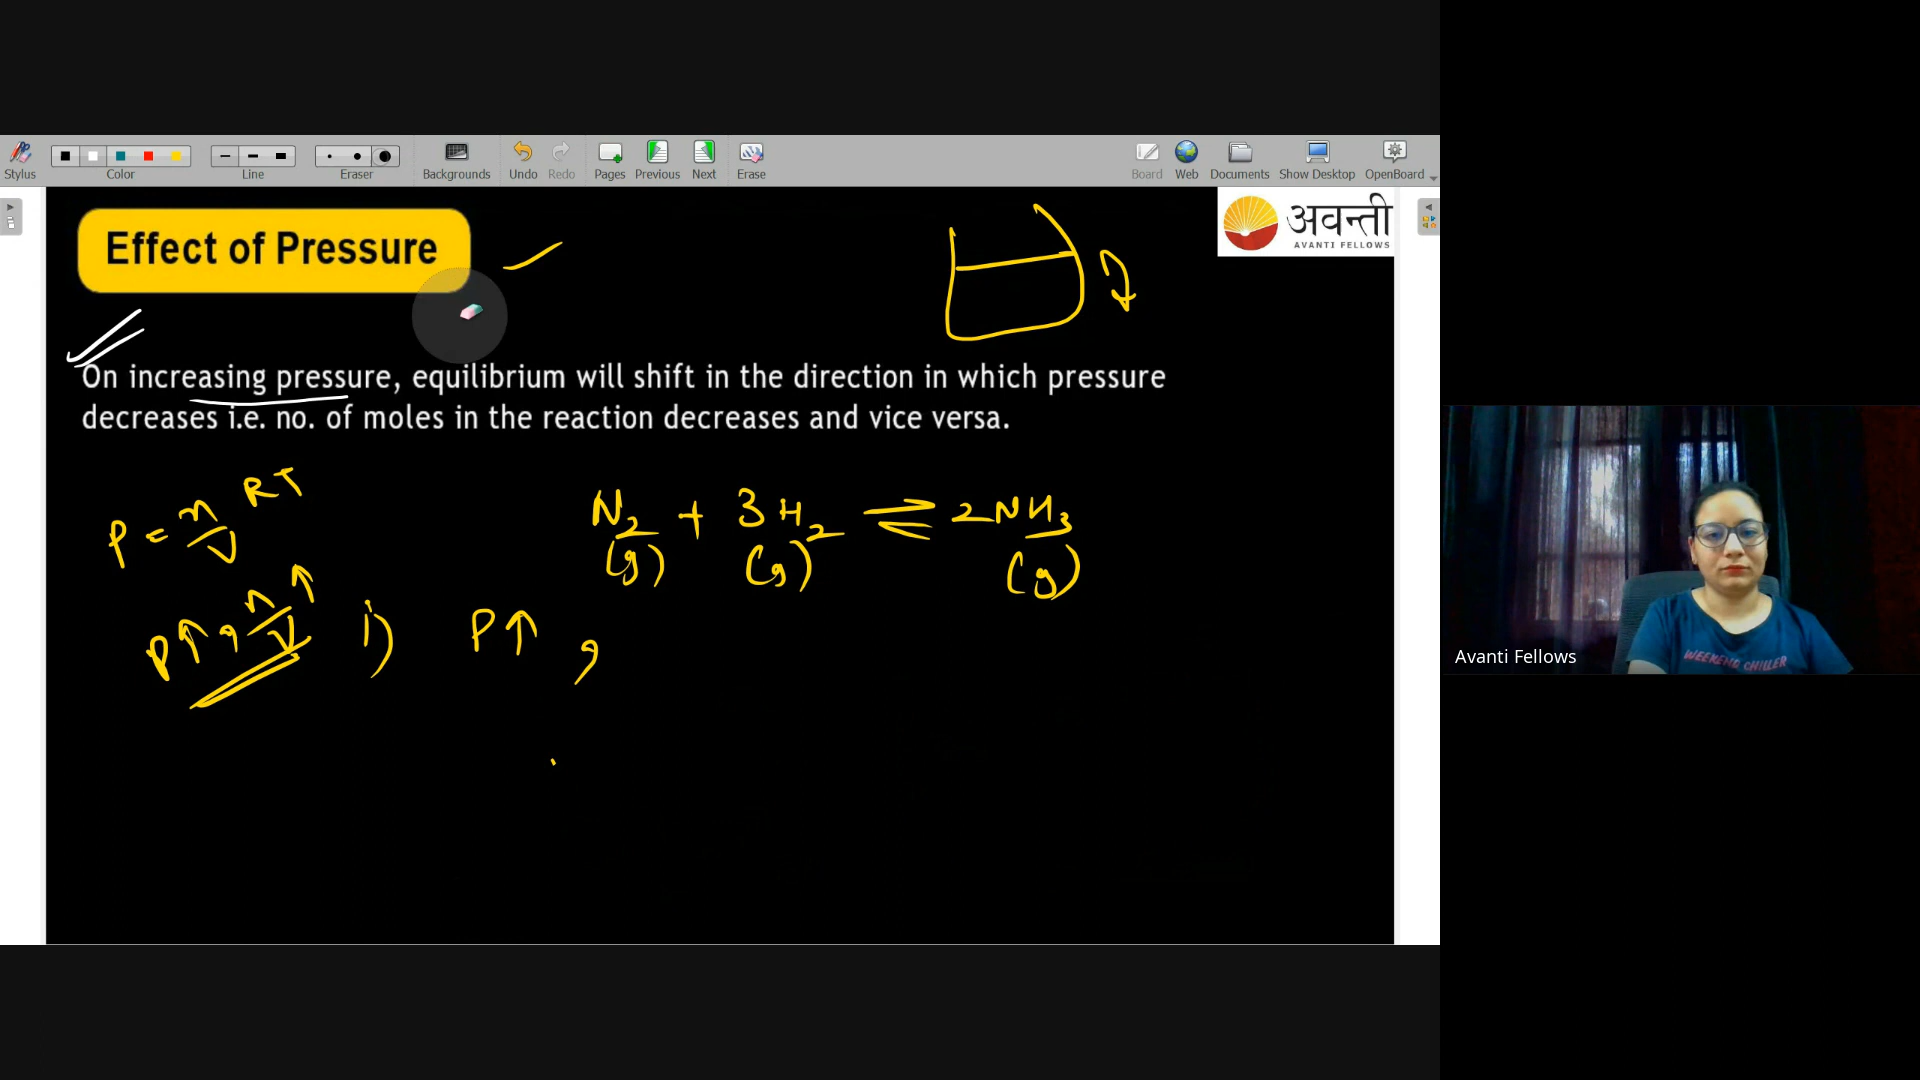 Stylus
Color
Line
Eraser
Backgrounds
Undo
Redo
Pages
Previous
Next
Erase
Board
Web
Documents
Show Desktop
OpenBoard
Effect of Pressure
अवन्ती
AVANTI FELLOWS
On increasing pressure, equilibrium will shift in the direction in which pressure
decreases i.e. no. of moles in the reaction decreases and vice versa.
P = n/V RT
N₂ + 3H₂ ⇌ 2NH₃
(g) (g) (g)
P↑, n/V ↑
i) P↑ ,
Avanti Fellows
WEEKEND CHILLER